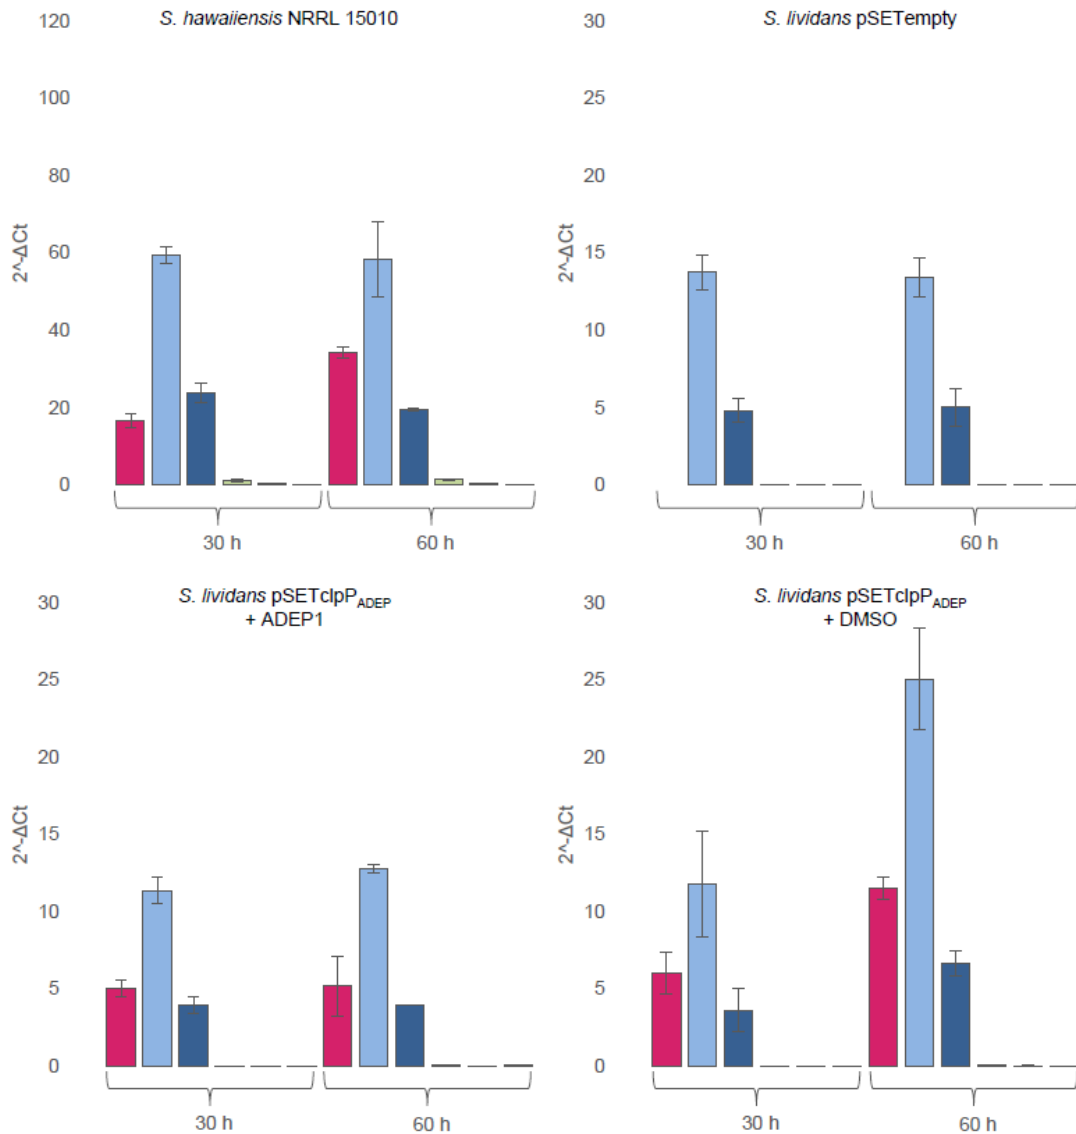 S. hawaiiensis NRRL 15010
120
100
80
60
40
20
0
2^-ΔCt
30 h
60 h
S. lividans pSETempty
30
25
20
15
10
5
0
2^-ΔCt
30 h
60 h
S. lividans pSETclpPADEP
+ ADEP1
30
25
20
15
10
5
0
2^-ΔCt
30 h
60 h
S. lividans pSETclpPADEP
+ DMSO
30
25
20
15
10
5
0
2^-ΔCt
30 h
60 h